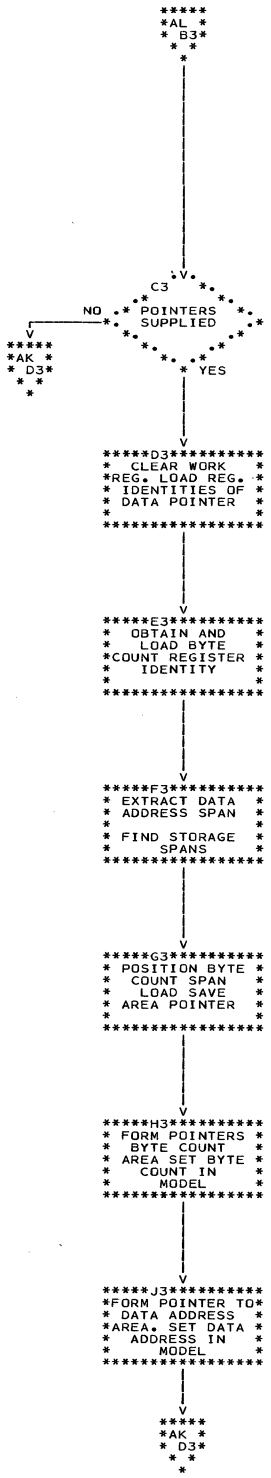 *****
*AL *
* B3*
* *
*
C3
NO
POINTERS
SUPPLIED
YES
*****
*AK *
* D3*
* *
*
*****D3**********
* CLEAR WORK *
*REG. LOAD REG. *
* IDENTITIES OF *
* DATA POINTER *
* *
*****************
*****E3**********
* OBTAIN AND *
* LOAD BYTE *
*COUNT REGISTER *
* IDENTITY *
* *
*****************
*****F3**********
* EXTRACT DATA *
* ADDRESS SPAN *
* *
* FIND STORAGE *
* SPANS *
*****************
*****G3**********
* POSITION BYTE *
* COUNT SPAN *
* LOAD SAVE *
* AREA POINTER *
* *
*****************
*****H3**********
* FORM POINTERS *
* BYTE COUNT *
* AREA SET BYTE *
* COUNT IN *
* MODEL *
*****************
*****J3**********
*FORM POINTER TO*
* DATA ADDRESS *
*AREA. SET DATA *
* ADDRESS IN *
* MODEL *
*****************
*****
*AK *
* D3*
* *
*